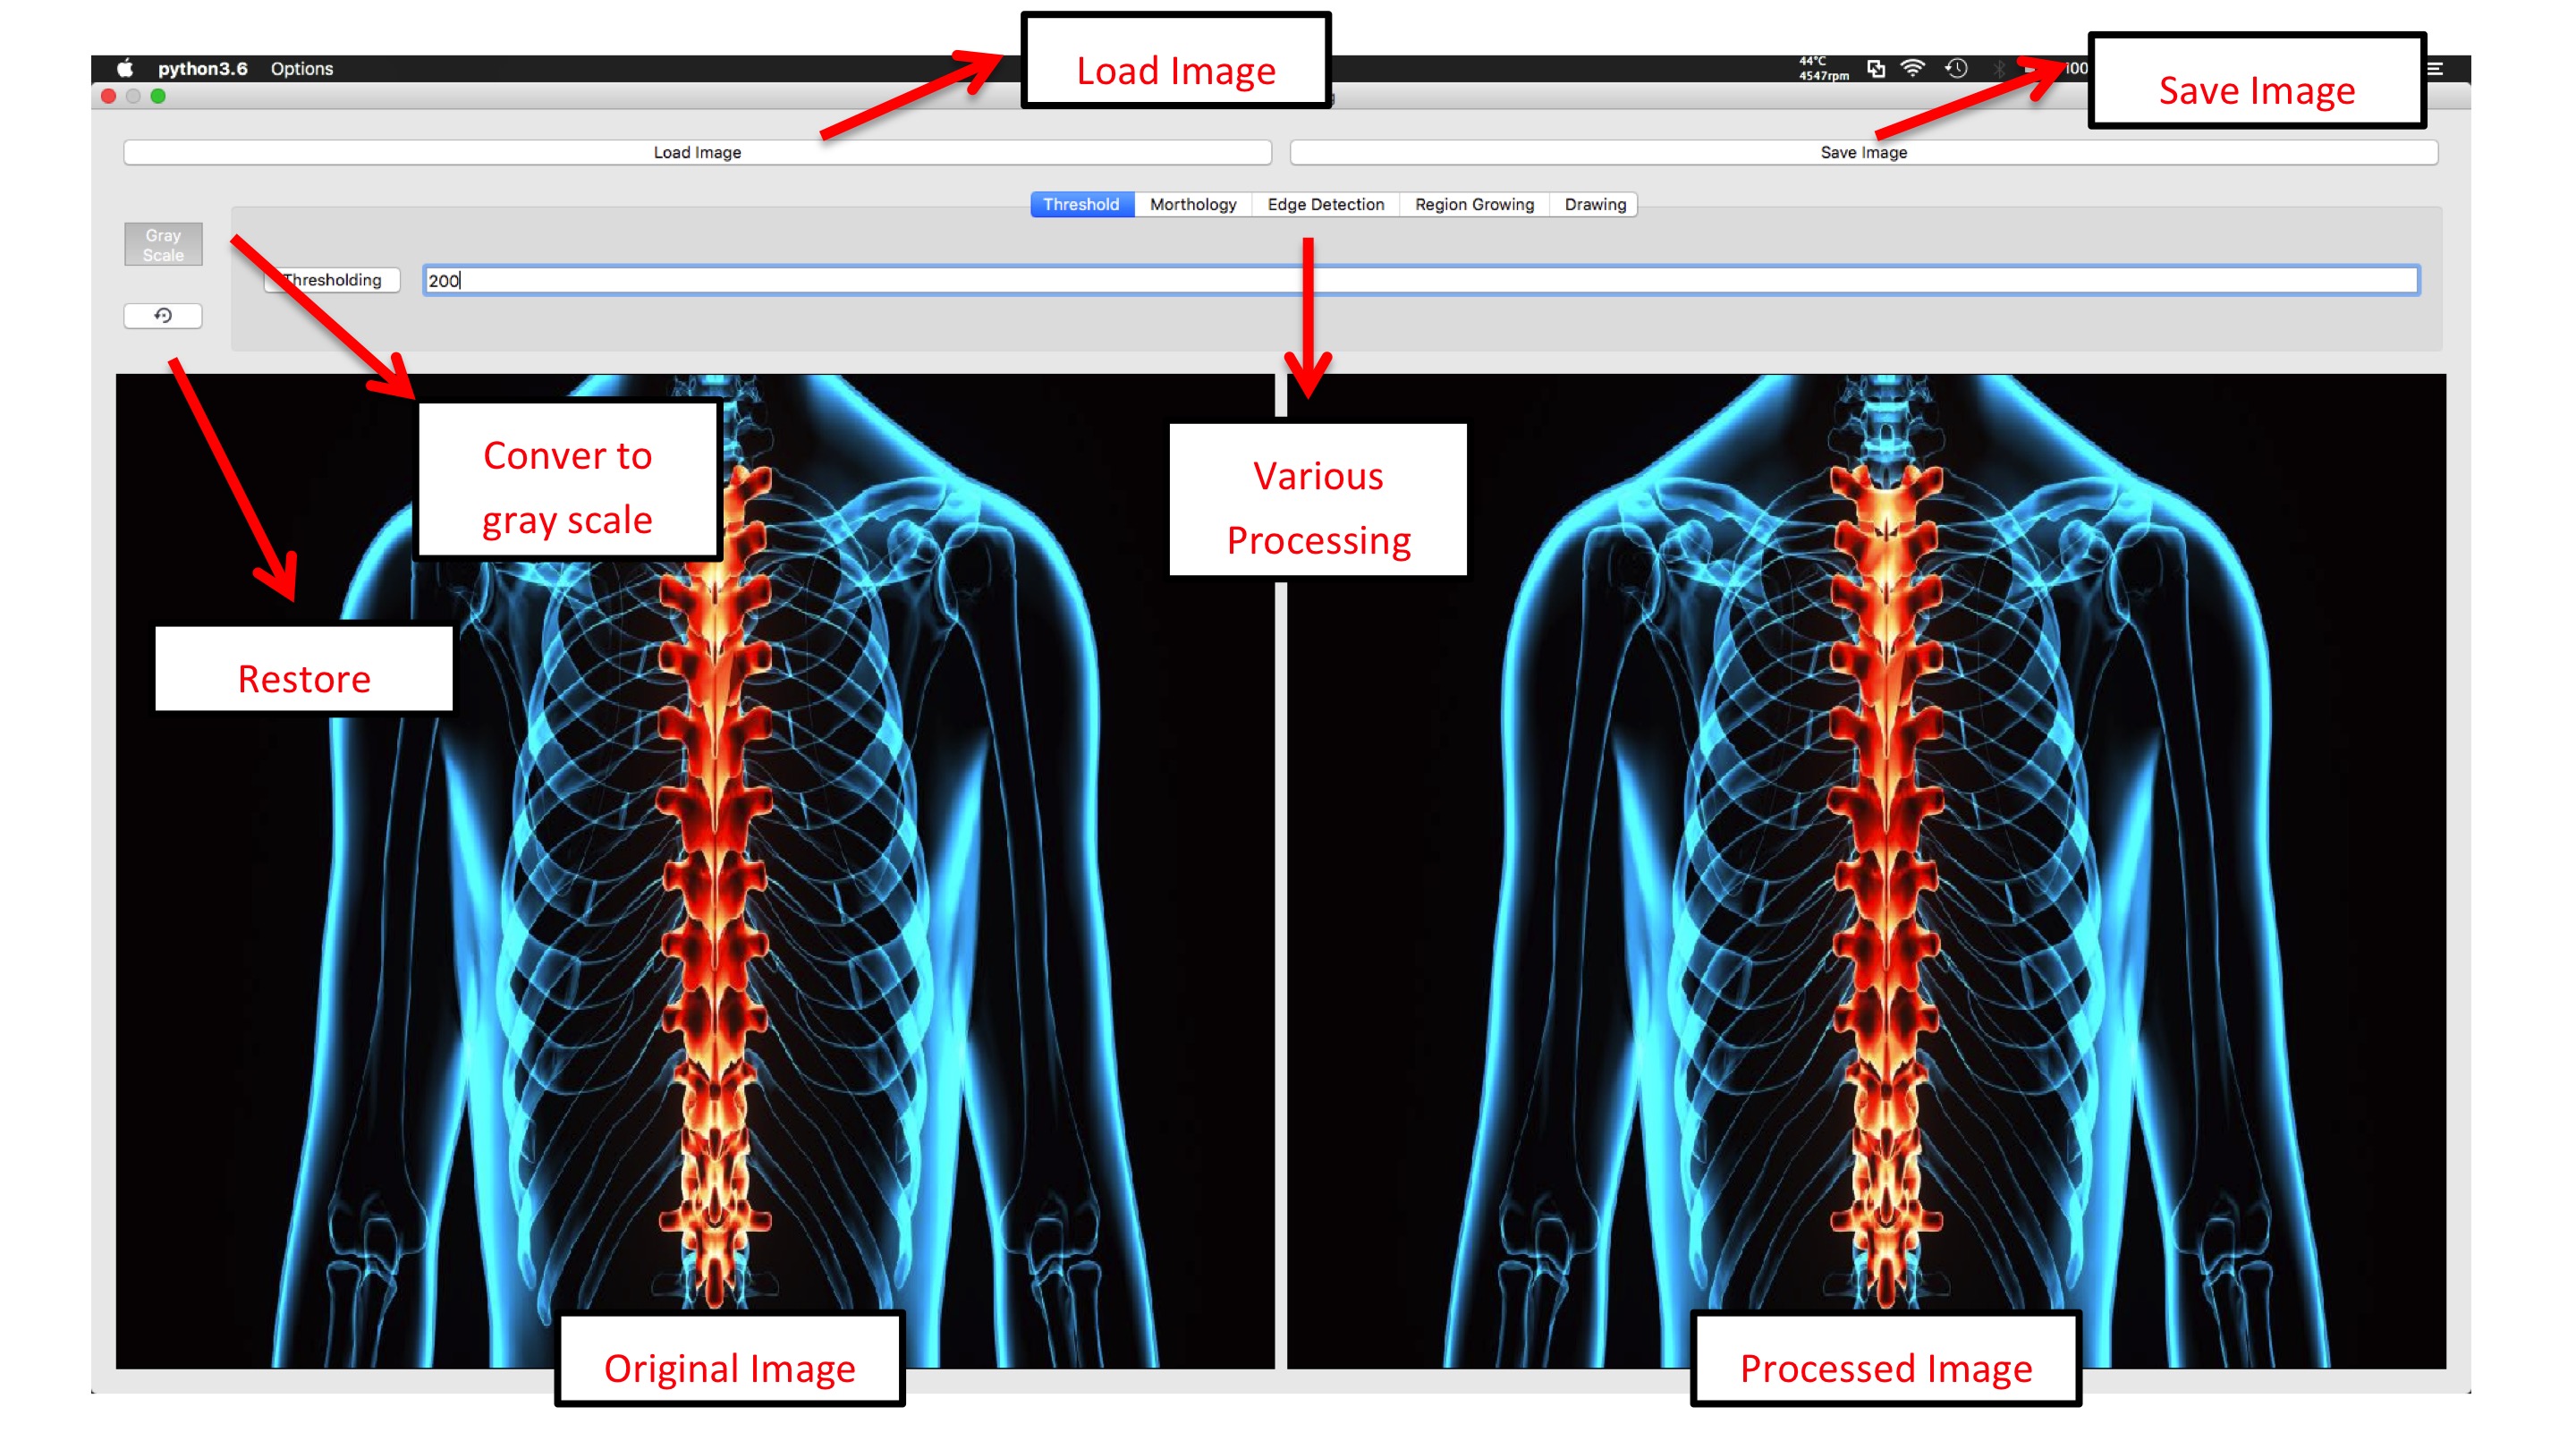 Load Image
Save Image
python3.6 Options
44°C
4547rpm
100
Load Image
Save Image
Threshold Morthology Edge Detection Region Growing Drawing
Gray
Scale
Thresholding 200
Conver to
gray scale
Various
Processing
Restore
Original Image
Processed Image